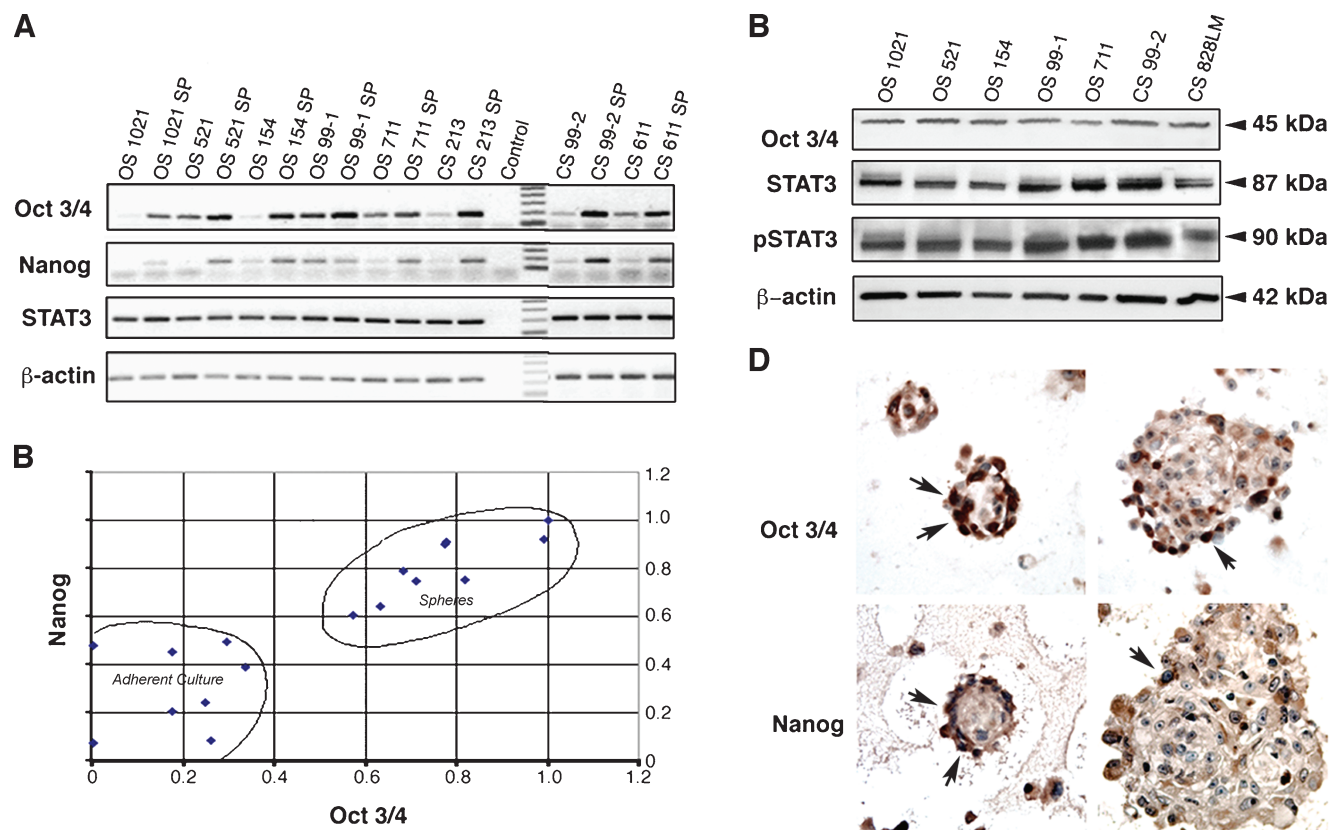 A
OS 1021
OS 1021 SP
OS 521
OS 521 SP
OS 154
OS 154 SP
OS 99-1
OS 99-1 SP
OS 711
OS 711 SP
CS 213
CS 213 SP
Control
CS 99-2
CS 99-2 SP
CS 611
CS 611 SP
Oct 3/4
Nanog
STAT3
β-actin
B
OS 1021
OS 521
OS 154
OS 99-1
OS 711
CS 99-2
CS 828LM
Oct 3/4
45 kDa
STAT3
87 kDa
pSTAT3
90 kDa
β–actin
42 kDa
B
Nanog
1.2
1.0
0.8
0.6
0.4
0.2
0
Spheres
Adherent Culture
0 0.2 0.4 0.6 0.8 1.0 1.2
Oct 3/4
D
Oct 3/4
Nanog